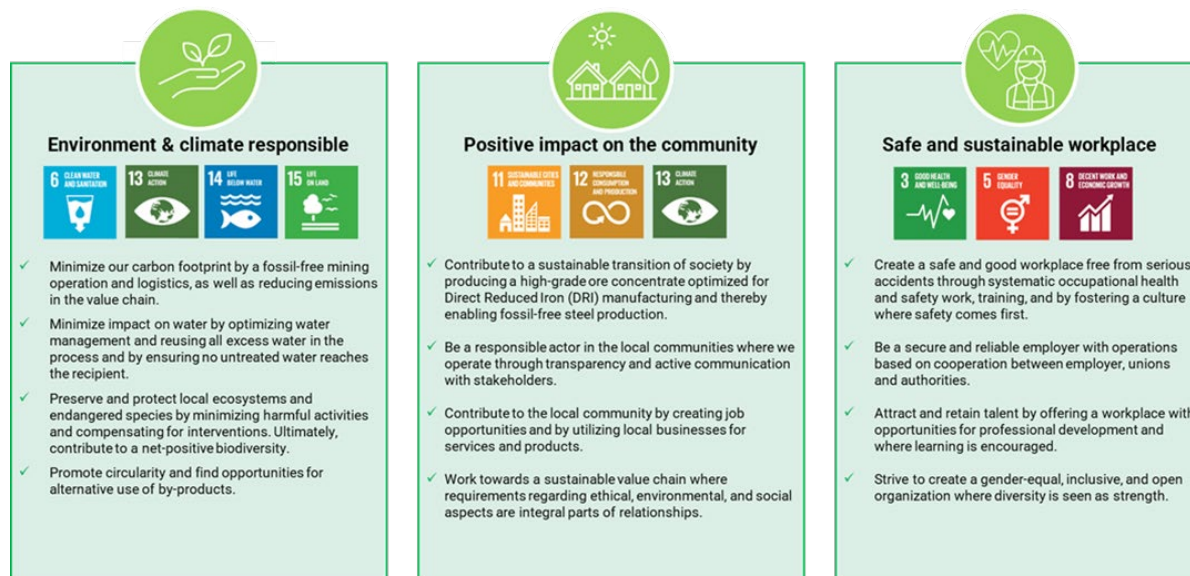 Environment & climate responsible
6 CLEAN WATER
AND SANITATION
13 CLIMATE
ACTION
14 LIFE
BELOW WATER
15 LIFE
ON LAND
✓ Minimize our carbon footprint by a fossil-free mining
operation and logistics, as well as reducing emissions
in the value chain.
✓ Minimize impact on water by optimizing water
management and reusing all excess water in the
process and by ensuring no untreated water reaches
the recipient.
✓ Preserve and protect local ecosystems and
endangered species by minimizing harmful activities
and compensating for interventions. Ultimately,
contribute to a net-positive biodiversity.
✓ Promote circularity and find opportunities for
alternative use of by-products.
Positive impact on the community
11 SUSTAINABLE CITIES
AND COMMUNITIES
12 RESPONSIBLE
CONSUMPTION
AND PRODUCTION
13 CLIMATE
ACTION
✓ Contribute to a sustainable transition of society by
producing a high-grade ore concentrate optimized for
Direct Reduced Iron (DRI) manufacturing and thereby
enabling fossil-free steel production.
✓ Be a responsible actor in the local communities where we
operate through transparency and active communication
with stakeholders.
✓ Contribute to the local community by creating job
opportunities and by utilizing local businesses for
services and products.
✓ Work towards a sustainable value chain where
requirements regarding ethical, environmental, and social
aspects are integral parts of relationships.
Safe and sustainable workplace
3 GOOD HEALTH
AND WELL-BEING
5 GENDER
EQUALITY
8 DECENT WORK AND
ECONOMIC GROWTH
✓ Create a safe and good workplace free from serious
accidents through systematic occupational health
and safety work, training, and by fostering a culture
where safety comes first.
✓ Be a secure and reliable employer with operations
based on cooperation between employer, unions
and authorities.
✓ Attract and retain talent by offering a workplace with
opportunities for professional development and
where learning is encouraged.
✓ Strive to create a gender-equal, inclusive, and open
organization where diversity is seen as strength.